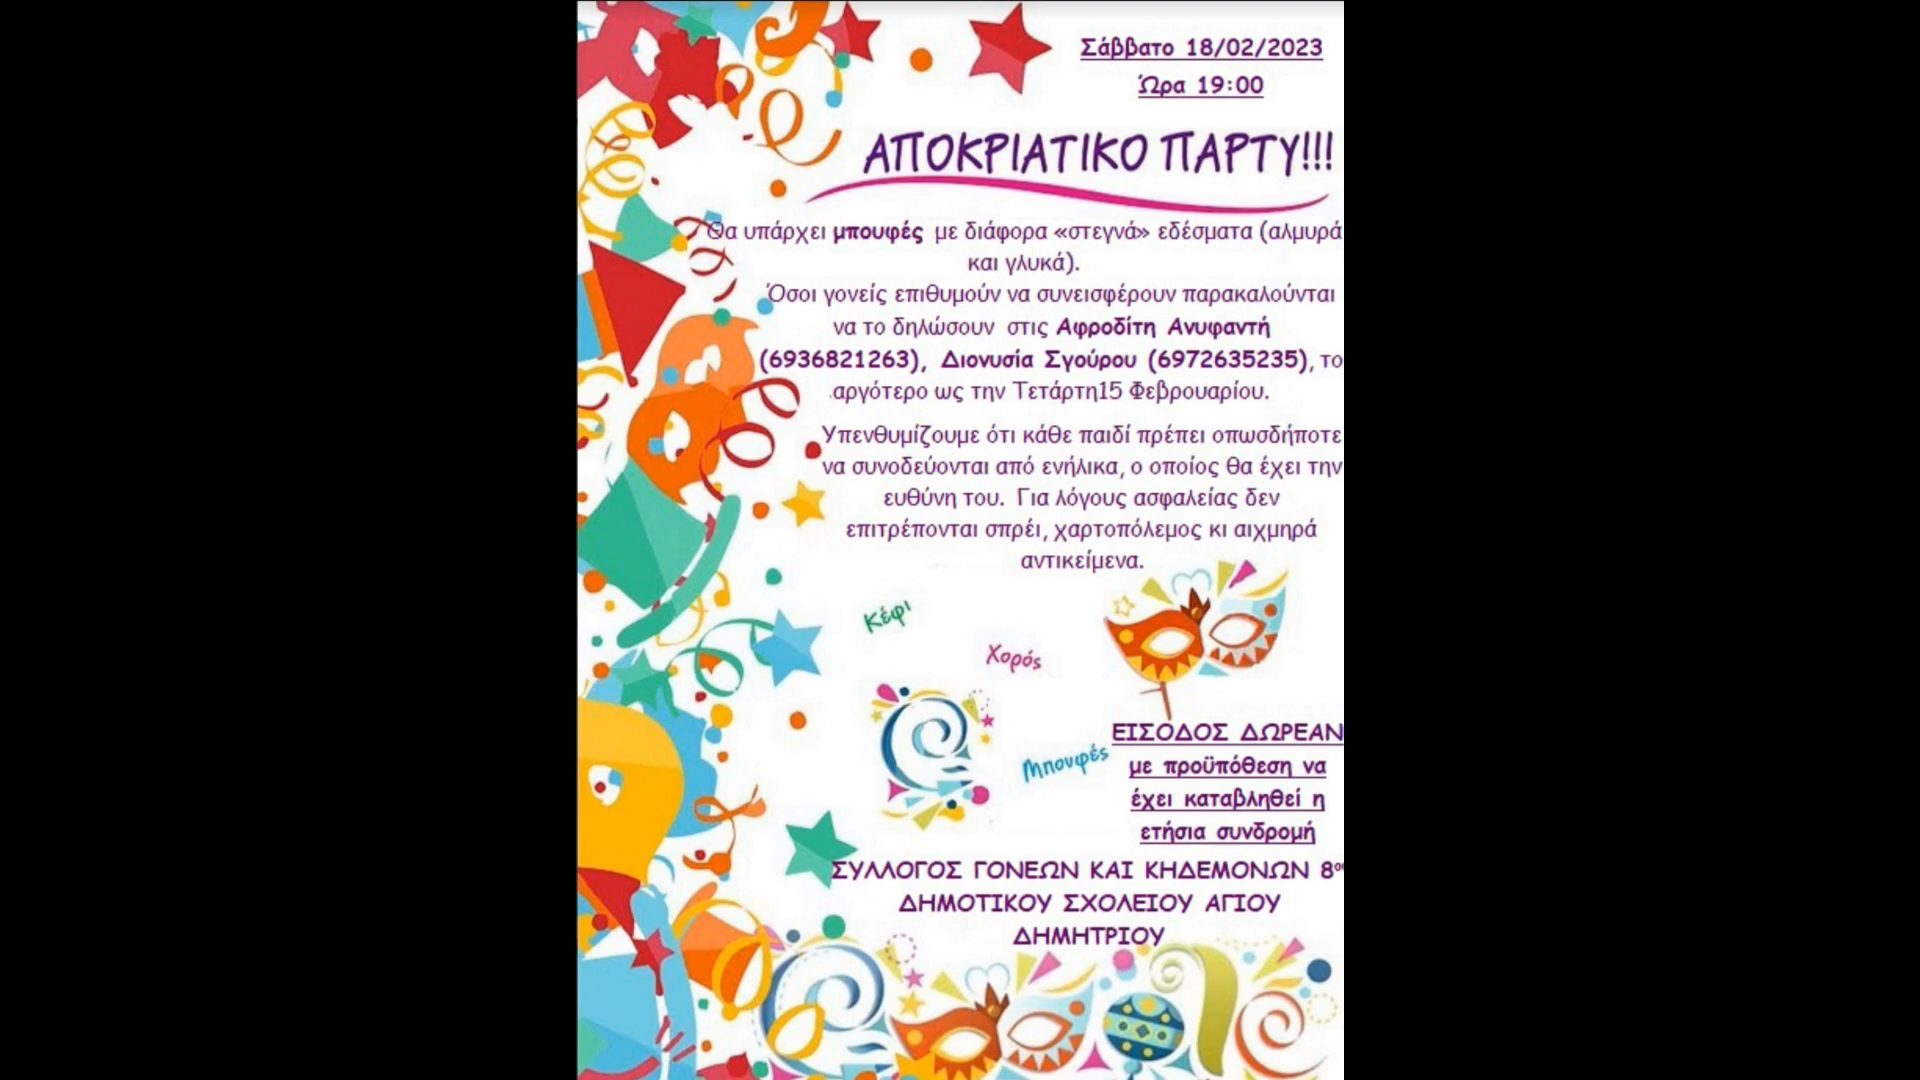 Σάββατο 18/02/2023
Ώρα 19:00
ΑΠΟΚΡΙΑΤΙΚΟ ΠΑΡΤΥ!!!
Θα υπάρχει μπουφές με διάφορα «στεγνά» εδέσματα (αλμυρά
και γλυκά).
Όσοι γονείς επιθυμούν να συνεισφέρουν παρακαλούνται
να το δηλώσουν στις Αφροδίτη Ανυφαντή
(6936821263), Διονυσία Σγούρου (6972635235), το
αργότερο ως την Τετάρτη15 Φεβρουαρίου.
Υπενθυμίζουμε ότι κάθε παιδί πρέπει οπωσδήποτε
να συνοδεύονται από ενήλικα, ο οποίος θα έχει την
ευθύνη του. Για λόγους ασφαλείας δεν
επιτρέπονται σπρέι, χαρτοπόλεμος κι αιχμηρά
αντικείμενα.
Κέφι
Χορός
Μπουφές
ΕΙΣΟΔΟΣ ΔΩΡΕΑΝ
με προϋπόθεση να
έχει καταβληθεί η
ετήσια συνδρομή
ΣΥΛΛΟΓΟΣ ΓΟΝΕΩΝ ΚΑΙ ΚΗΔΕΜΟΝΩΝ 8ου
ΔΗΜΟΤΙΚΟΥ ΣΧΟΛΕΙΟΥ ΑΓΙΟΥ
ΔΗΜΗΤΡΙΟΥ